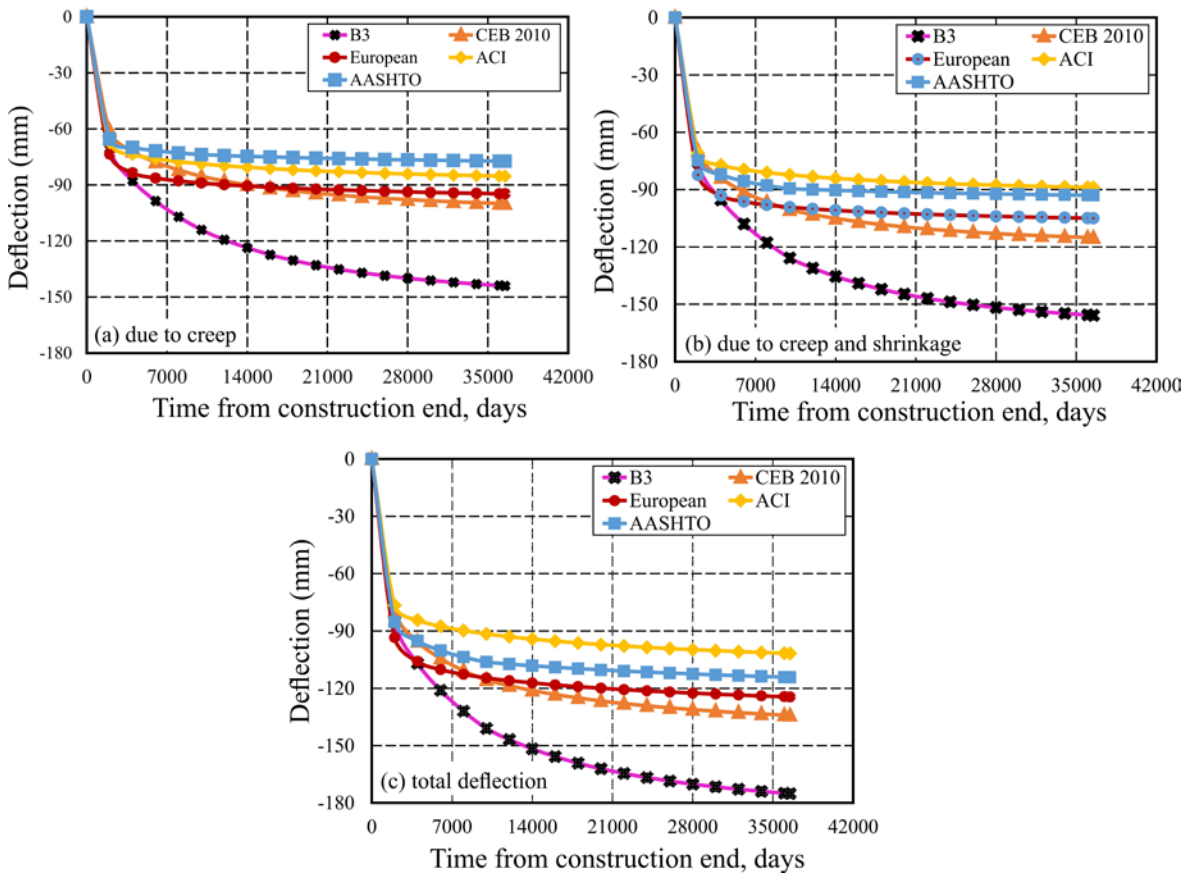 0
-30
-60
-90
-120
-150
-180
Deflection (mm)
B3
CEB 2010
European
ACI
AASHTO
(a) due to creep
0
7000
14000
21000
28000
35000
42000
Time from construction end, days
0
-30
-60
-90
-120
-150
-180
Deflection (mm)
B3
CEB 2010
European
ACI
AASHTO
(b) due to creep and shrinkage
0
7000
14000
21000
28000
35000
42000
Time from construction end, days
0
-30
-60
-90
-120
-150
-180
Deflection (mm)
B3
CEB 2010
European
ACI
AASHTO
(c) total deflection
0
7000
14000
21000
28000
35000
42000
Time from construction end, days